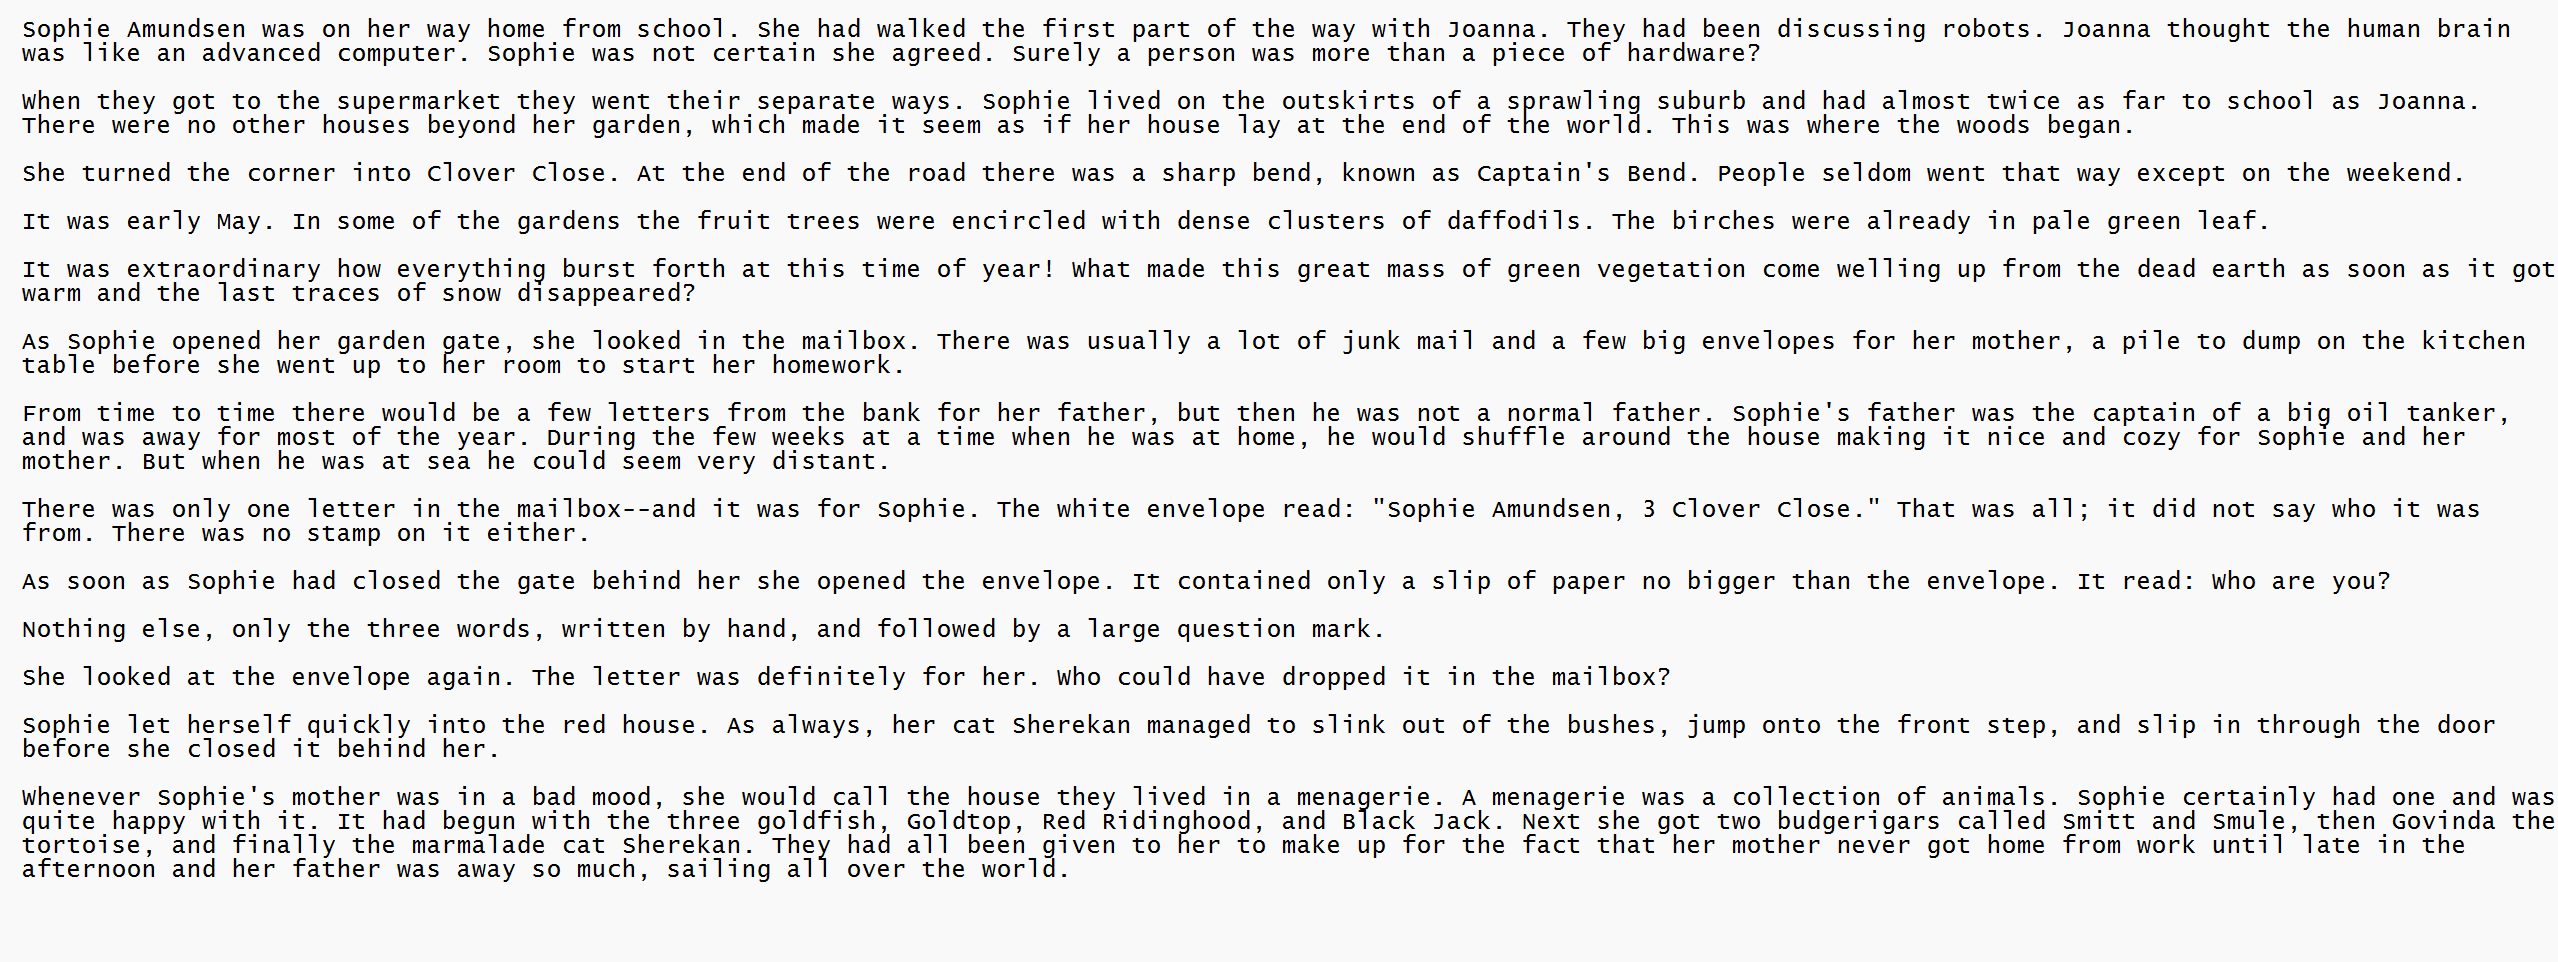 Sophie Amundsen was on her way home from school. She had walked the first part of the way with Joanna. They had been discussing robots. Joanna thought the human brain
was like an advanced computer. Sophie was not certain she agreed. Surely a person was more than a piece of hardware?
When they got to the supermarket they went their separate ways. Sophie lived on the outskirts of a sprawling suburb and had almost twice as far to school as Joanna.
There were no other houses beyond her garden, which made it seem as if her house lay at the end of the world. This was where the woods began.
She turned the corner into Clover Close. At the end of the road there was a sharp bend, known as Captain's Bend. People seldom went that way except on the weekend.
It was early May. In some of the gardens the fruit trees were encircled with dense clusters of daffodils. The birches were already in pale green leaf.
It was extraordinary how everything burst forth at this time of year! What made this great mass of green vegetation come welling up from the dead earth as soon as it got
warm and the last traces of snow disappeared?
As Sophie opened her garden gate, she looked in the mailbox. There was usually a lot of junk mail and a few big envelopes for her mother, a pile to dump on the kitchen
table before she went up to her room to start her homework.
From time to time there would be a few letters from the bank for her father, but then he was not a normal father. Sophie's father was the captain of a big oil tanker,
and was away for most of the year. During the few weeks at a time when he was at home, he would shuffle around the house making it nice and cozy for Sophie and her
mother. But when he was at sea he could seem very distant.
There was only one letter in the mailbox--and it was for Sophie. The white envelope read: "Sophie Amundsen, 3 Clover Close." That was all; it did not say who it was
from. There was no stamp on it either.
As soon as Sophie had closed the gate behind her she opened the envelope. It contained only a slip of paper no bigger than the envelope. It read: Who are you?
Nothing else, only the three words, written by hand, and followed by a large question mark.
She looked at the envelope again. The letter was definitely for her. Who could have dropped it in the mailbox?
Sophie let herself quickly into the red house. As always, her cat Sherekan managed to slink out of the bushes, jump onto the front step, and slip in through the door
before she closed it behind her.
Whenever Sophie's mother was in a bad mood, she would call the house they lived in a menagerie. A menagerie was a collection of animals. Sophie certainly had one and was
quite happy with it. It had begun with the three goldfish, Goldtop, Red Ridinghood, and Black Jack. Next she got two budgerigars called Smitt and Smule, then Govinda the
tortoise, and finally the marmalade cat Sherekan. They had all been given to her to make up for the fact that her mother never got home from work until late in the
afternoon and her father was away so much, sailing all over the world.